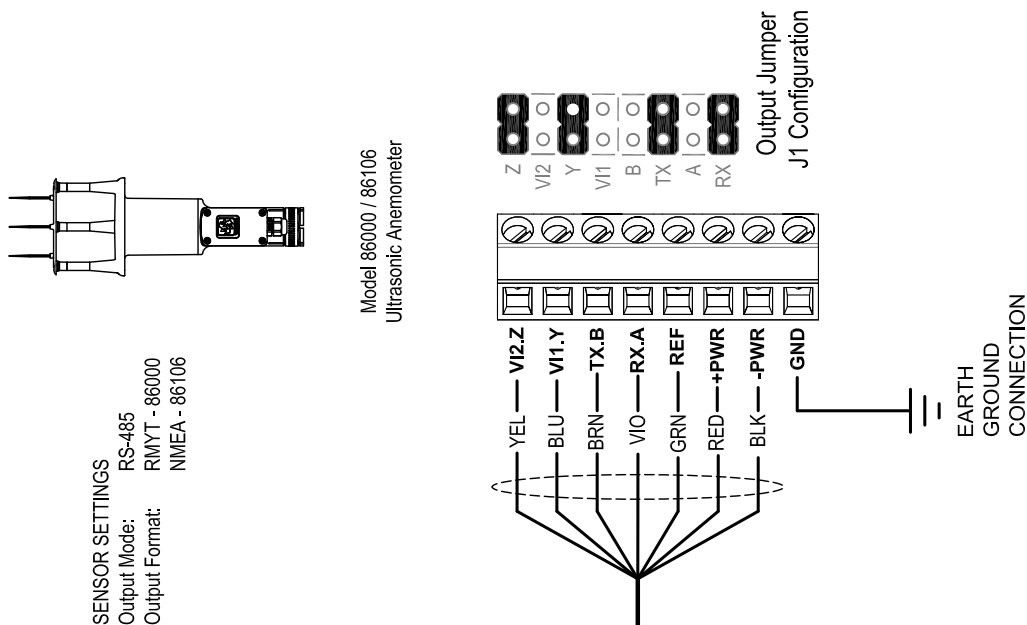 SENSOR SETTINGS
Output Mode: RS-485
Output Format: RMYT - 86000
NMEA - 86106
Model 86000 / 86106
Ultrasonic Anemometer
Z
VI2
Y
VI1
B
TX
A
RX
Output Jumper
J1 Configuration
YEL VI2.Z
BLU VI1.Y
BRN TX.B
VIO RX.A
GRN REF
RED +PWR
BLK -PWR
GND
EARTH
GROUND
CONNECTION